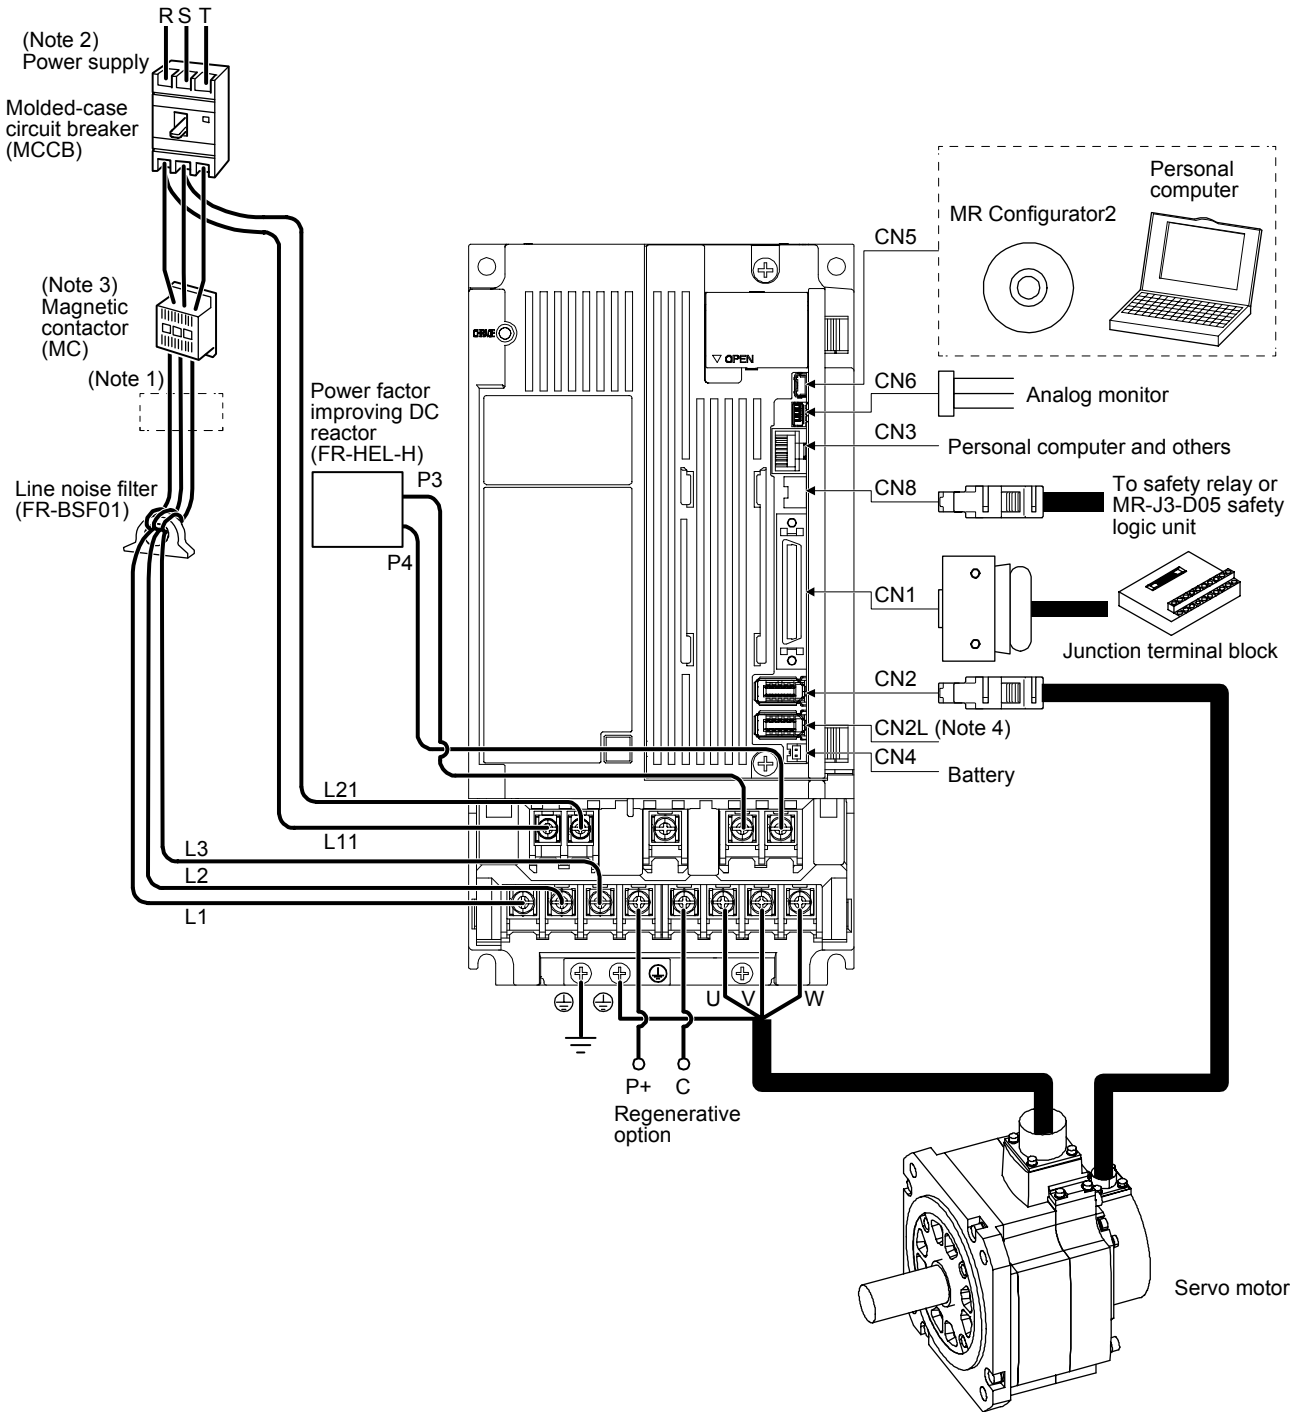 R S T
(Note 2)
Power supply
Molded-case
circuit breaker
(MCCB)
(Note 3)
Magnetic
contactor
(MC)
(Note 1)
Line noise filter
(FR-BSF01)
Power factor
improving DC
reactor
(FR-HEL-H)
P3
P4
CHARGE
▽ OPEN
CN5
MR Configurator2
Personal
computer
CN6
Analog monitor
CN3
Personal computer and others
CN8
To safety relay or
MR-J3-D05 safety
logic unit
CN1
Junction terminal block
CN2
CN2L (Note 4)
CN4
Battery
L21
L11
L3
L2
L1
U V W
P+ C
Regenerative
option
Servo motor